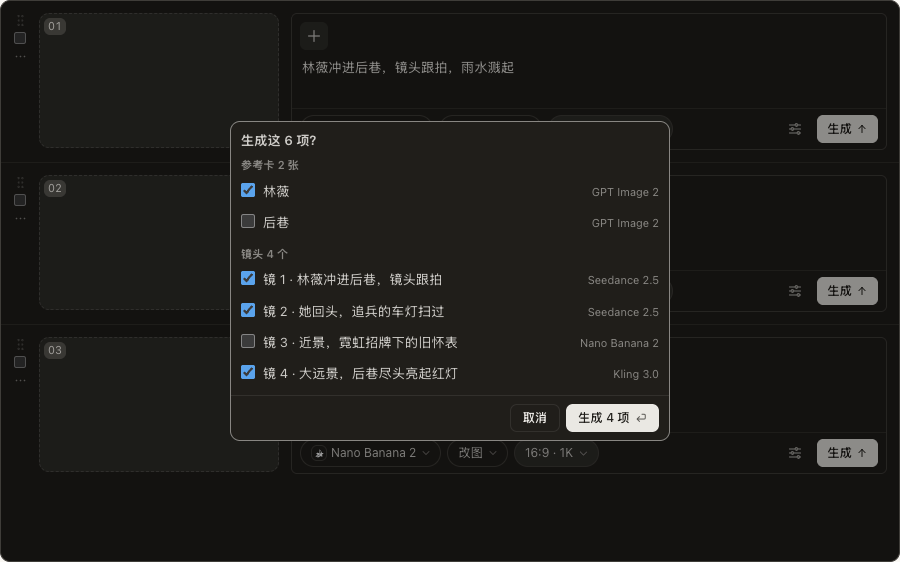 01
林薇冲进后巷，镜头跟拍，雨水溅起
生成 ↑
生成这 6 项?
参考卡 2 张
林薇 GPT Image 2
后巷 GPT Image 2
镜头 4 个
镜 1 · 林薇冲进后巷，镜头跟拍 Seedance 2.5
镜 2 · 她回头，追兵的车灯扫过 Seedance 2.5
镜 3 · 近景，霓虹招牌下的旧怀表 Nano Banana 2
镜 4 · 大远景，后巷尽头亮起红灯 Kling 3.0
取消 生成 4 项 ⏎
02
生成 ↑
03
Nano Banana 2 改图 16:9 · 1K 生成 ↑